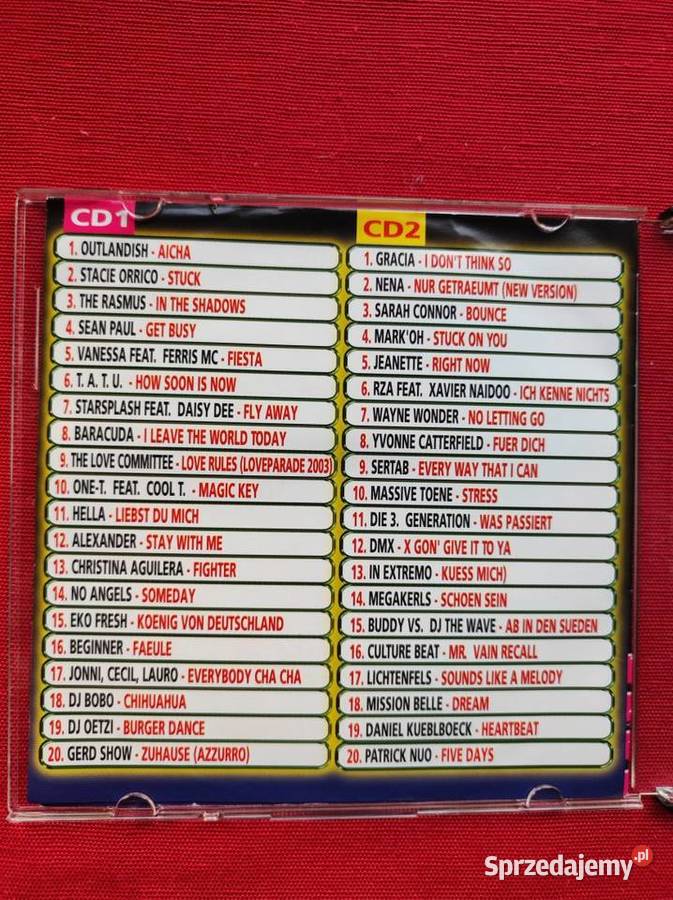 CD1
1. OUTLANDISH - AICHA
2. STACIE ORRICO - STUCK
3. THE RASMUS - IN THE SHADOWS
4. SEAN PAUL - GET BUSY
5. VANESSA FEAT. FERRIS MC - FIESTA
6. T. A. T. U. - HOW SOON IS NOW
7. STARSPLASH FEAT. DAISY DEE - FLY AWAY
8. BARACUDA - I LEAVE THE WORLD TODAY
9. THE LOVE COMMITTEE - LOVE RULES (LOVEPARADE 2003)
10. ONE-T. FEAT. COOL T. - MAGIC KEY
11. HELLA - LIEBST DU MICH
12. ALEXANDER - STAY WITH ME
13. CHRISTINA AGUILERA - FIGHTER
14. NO ANGELS - SOMEDAY
15. EKO FRESH - KOENIG VON DEUTSCHLAND
16. BEGINNER - FAEULE
17. JONNI, CECIL, LAURO - EVERYBODY CHA CHA
18. DJ BOBO - CHIHUAHUA
19. DJ OETZI - BURGER DANCE
20. GERD SHOW - ZUHAUSE (AZZURRO)
CD2
1. GRACIA - I DON'T THINK SO
2. NENA - NUR GETRAEUMT (NEW VERSION)
3. SARAH CONNOR - BOUNCE
4. MARK'OH - STUCK ON YOU
5. JEANETTE - RIGHT NOW
6. RZA FEAT. XAVIER NAIDOO - ICH KENNE NICHTS
7. WAYNE WONDER - NO LETTING GO
8. YVONNE CATTERFIELD - FUER DICH
9. SERTAB - EVERY WAY THAT I CAN
10. MASSIVE TOENE - STRESS
11. DIE 3. GENERATION - WAS PASSIERT
12. DMX - X GON' GIVE IT TO YA
13. IN EXTREMO - KUESS MICH)
14. MEGAKERLS - SCHOEN SEIN
15. BUDDY VS. DJ THE WAVE - AB IN DEN SUEDEN
16. CULTURE BEAT - MR. VAIN RECALL
17. LICHTENFELS - SOUNDS LIKE A MELODY
18. MISSION BELLE - DREAM
19. DANIEL KUEBLBOECK - HEARTBEAT
20. PATRICK NUO - FIVE DAYS
Sprzedajemy.pl